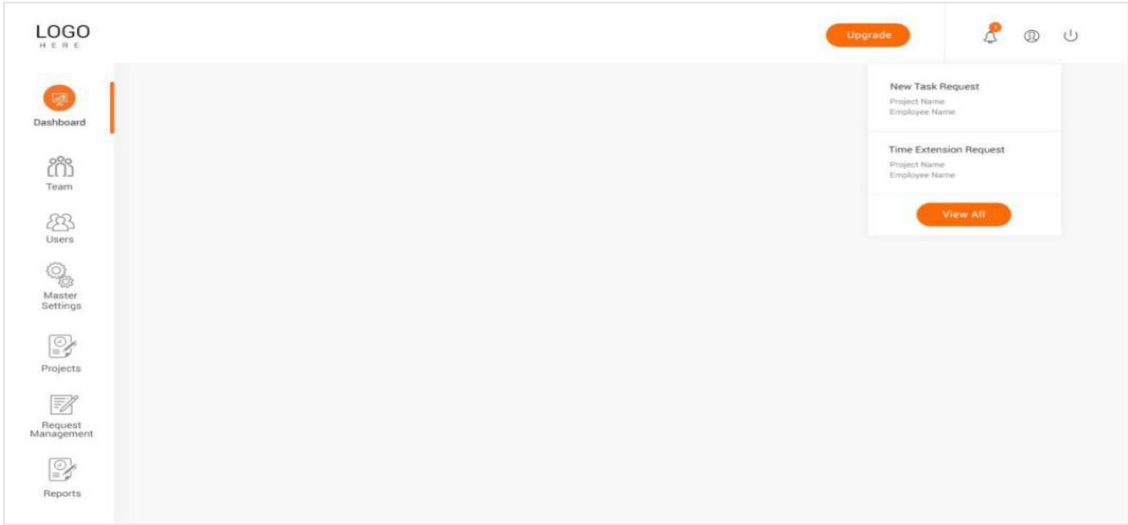 LOGO
HERE
Upgrade
New Task Request
Project Name
Employee Name
Time Extension Request
Project Name
Employee Name
View All
Dashboard
Team
Users
Master
Settings
Projects
Request
Management
Reports